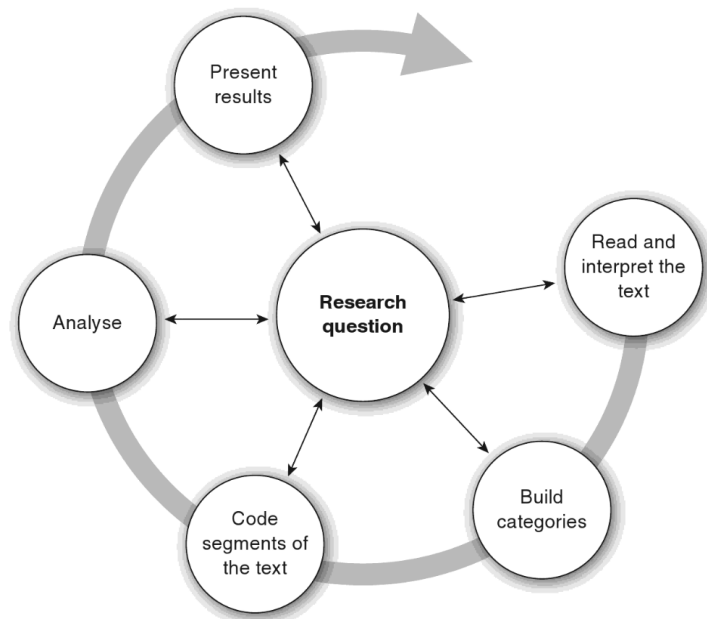 Present
results
Read and
interpret the
text
Research
question
Analyse
Build
categories
Code
segments of
the text